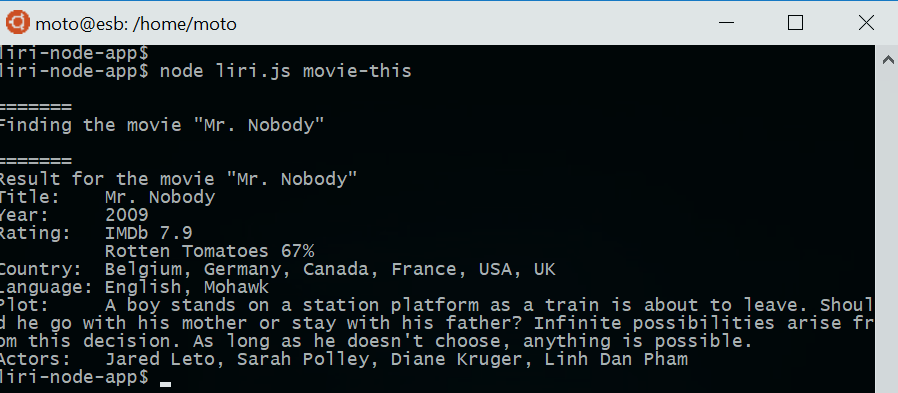 moto@esb: /home/moto
liri-node-app$
liri-node-app$ node liri.js movie-this
=======
Finding the movie "Mr. Nobody"
=======
Result for the movie "Mr. Nobody"
Title: Mr. Nobody
Year: 2009
Rating: IMDb 7.9
Rotten Tomatoes 67%
Country: Belgium, Germany, Canada, France, USA, UK
Language: English, Mohawk
Plot: A boy stands on a station platform as a train is about to leave. Shoul
d he go with his mother or stay with his father? Infinite possibilities arise fr
om this decision. As long as he doesn't choose, anything is possible.
Actors: Jared Leto, Sarah Polley, Diane Kruger, Linh Dan Pham
liri-node-app$